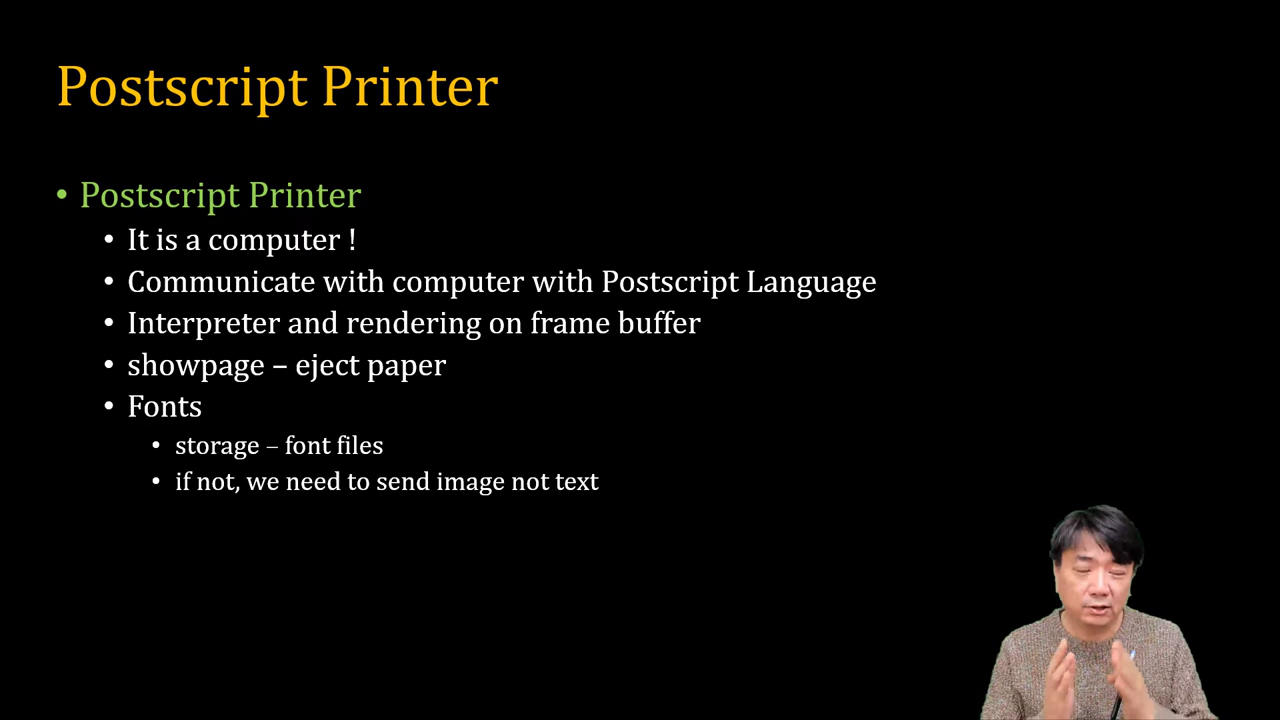 Postscript Printer
• Postscript Printer
• It is a computer !
• Communicate with computer with Postscript Language
• Interpreter and rendering on frame buffer
• showpage – eject paper
• Fonts
• storage – font files
• if not, we need to send image not text